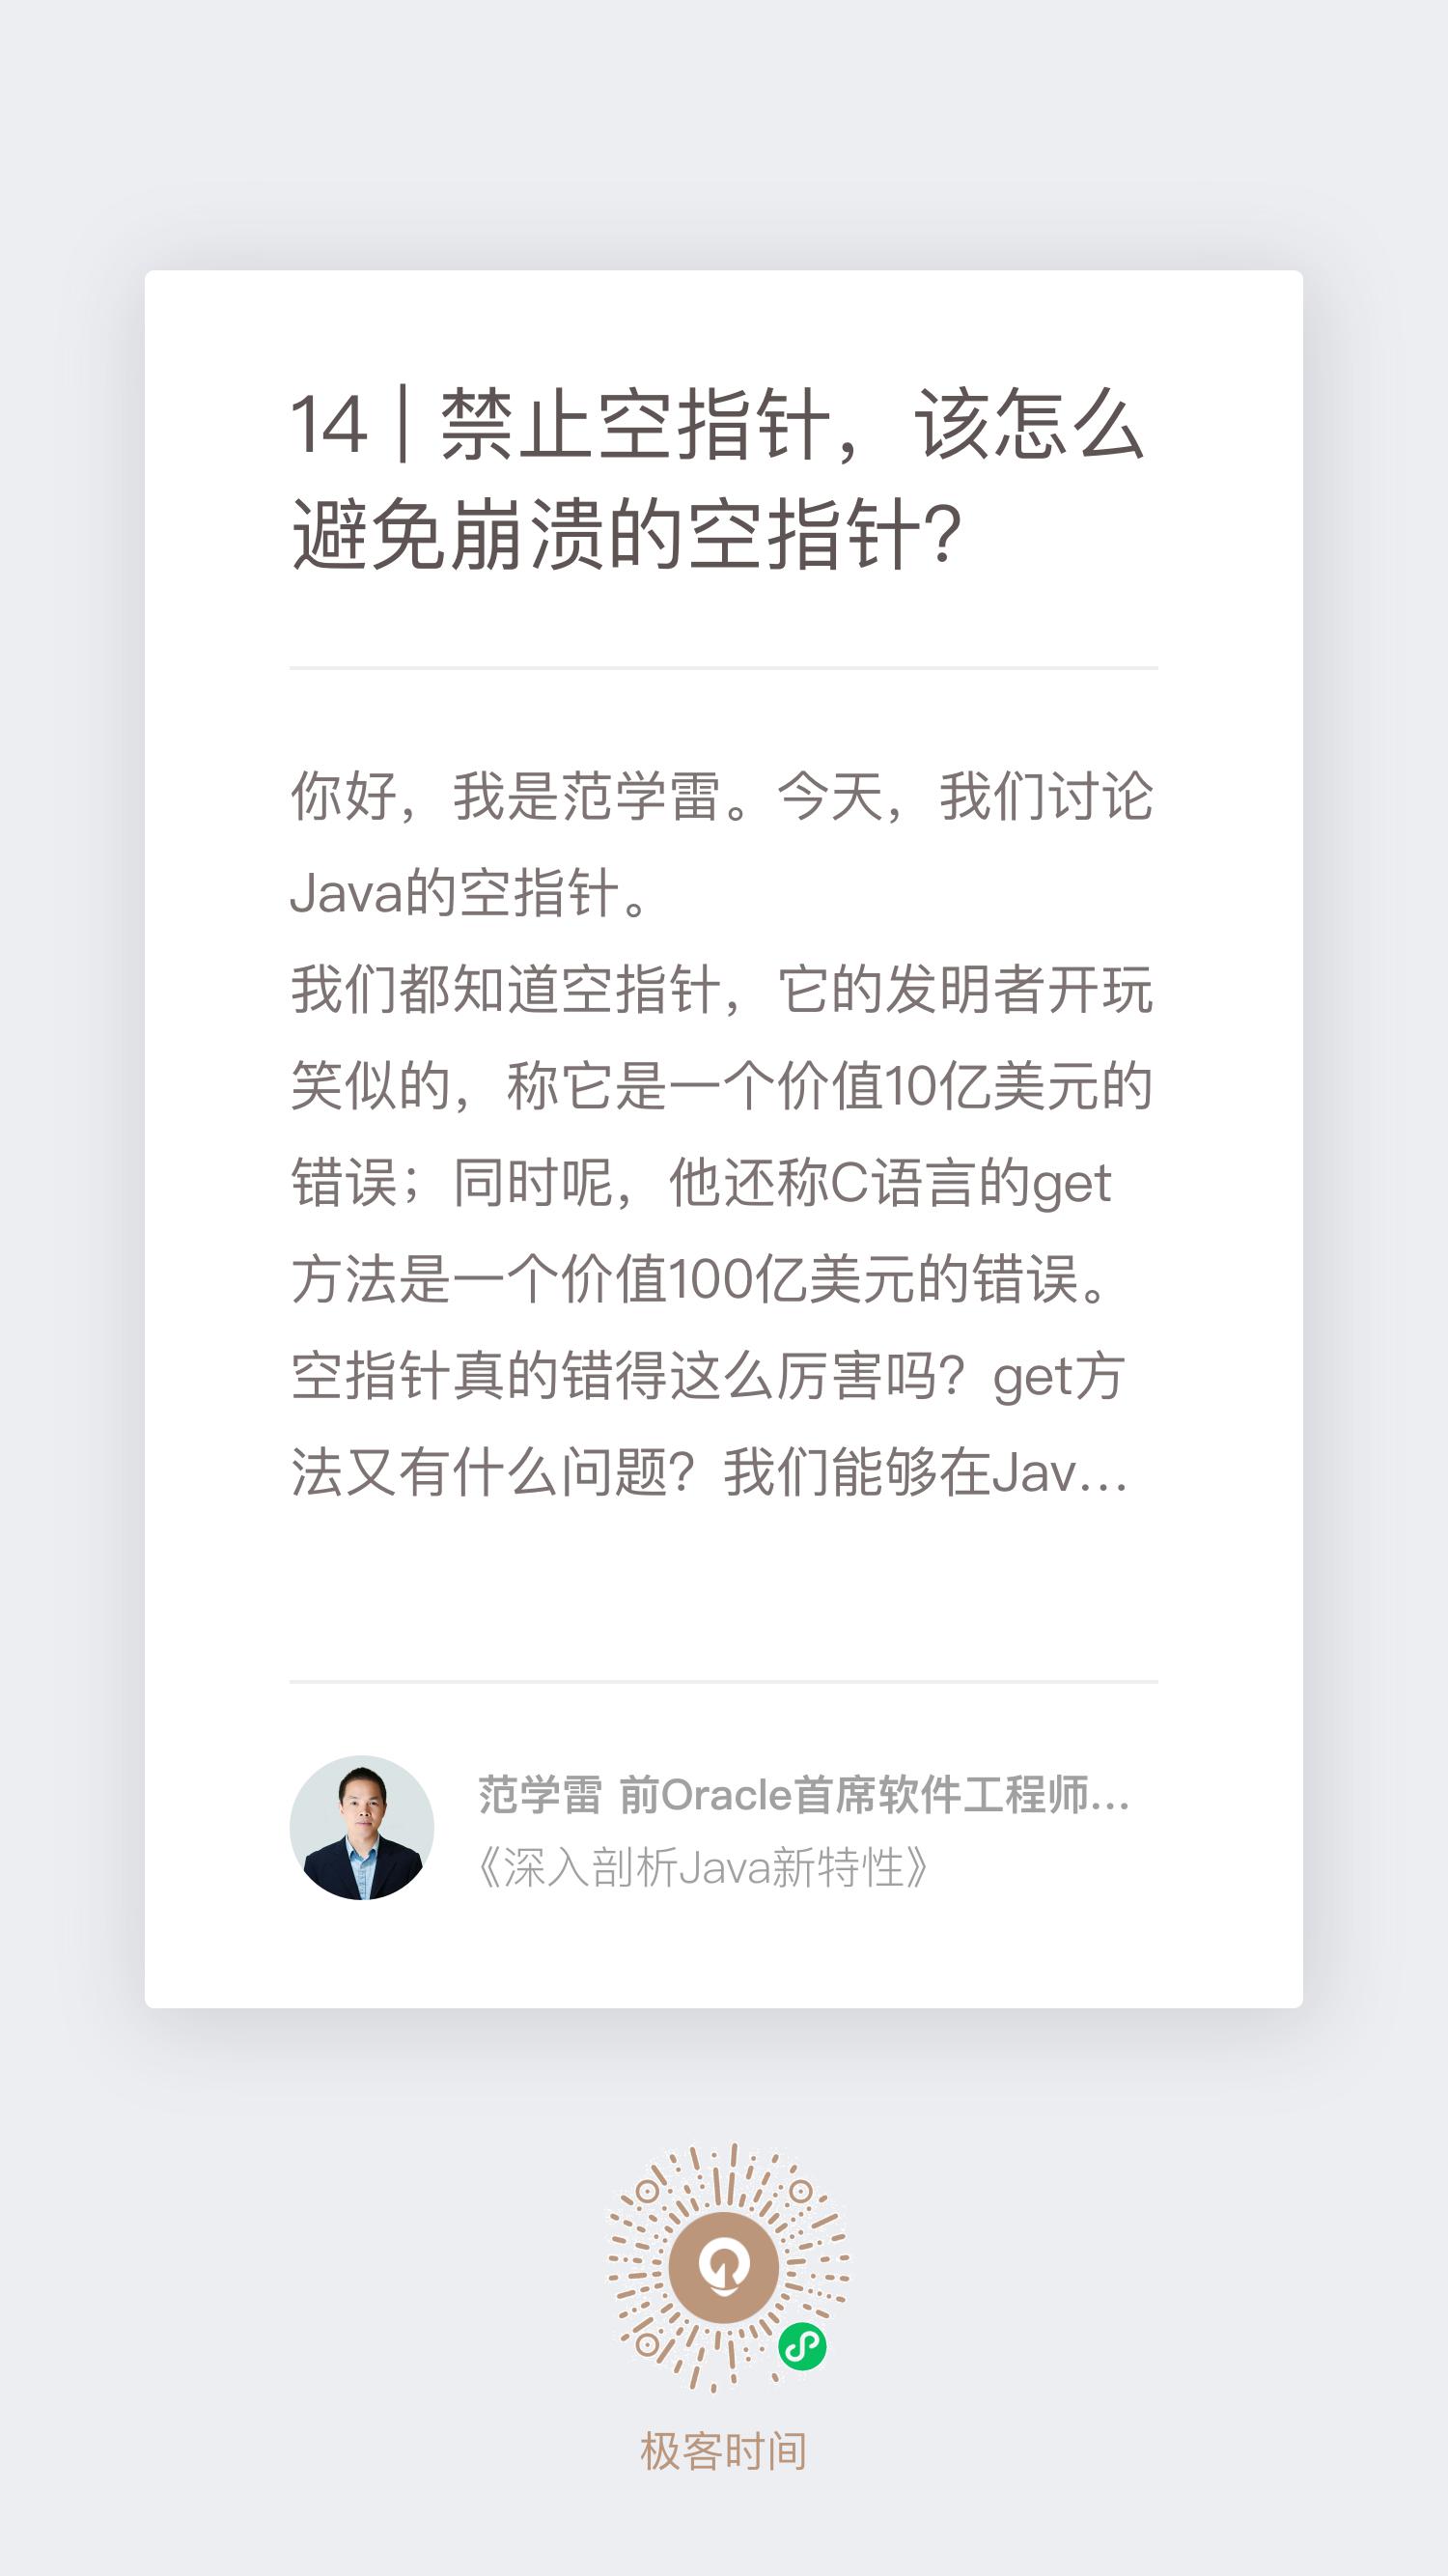 14 | 禁止空指针，该怎么
避免崩溃的空指针？
你好，我是范学雷。今天，我们讨论
Java的空指针。
我们都知道空指针，它的发明者开玩
笑似的，称它是一个价值10亿美元的
错误；同时呢，他还称C语言的get
方法是一个价值100亿美元的错误。
空指针真的错得这么厉害吗？get方
法又有什么问题？我们能够在Jav...
范学雷 前Oracle首席软件工程师...
《深入剖析Java新特性》
极客时间